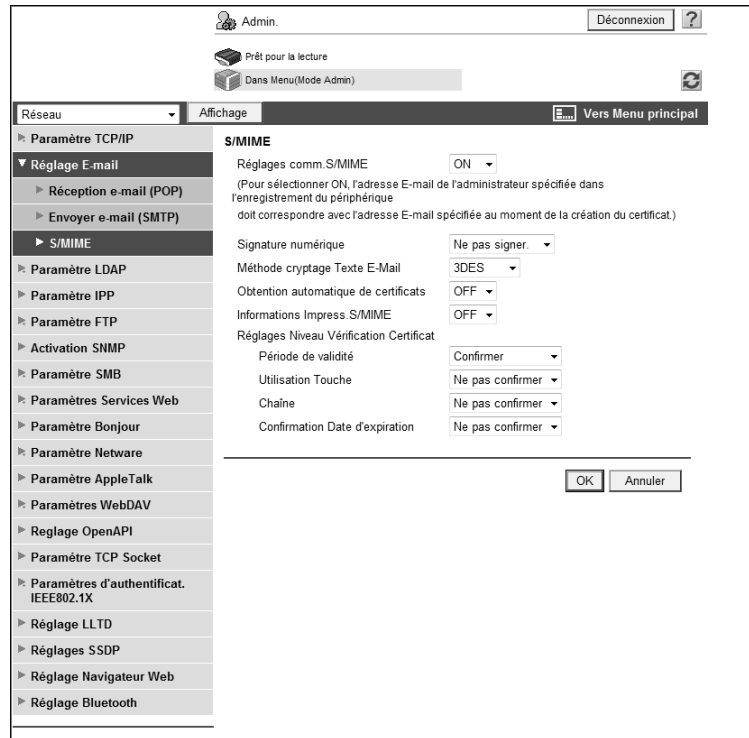 Admin.
Déconnexion
?
Prêt pour la lecture
Dans Menu(Mode Admin)
Réseau
Affichage
Vers Menu principal
Paramètre TCP/IP
Réglage E-mail
Réception e-mail (POP)
Envoyer e-mail (SMTP)
S/MIME
Paramètre LDAP
Paramètre IPP
Paramètre FTP
Activation SNMP
Paramètre SMB
Paramètres Services Web
Paramètre Bonjour
Paramètre Netware
Paramètre AppleTalk
Paramètres WebDAV
Reglage OpenAPI
Paramétre TCP Socket
Paramètres d'authentificat.
IEEE802.1X
Réglage LLTD
Réglages SSDP
Réglage Navigateur Web
Réglage Bluetooth
S/MIME
Réglages comm.S/MIME ON
(Pour sélectionner ON, l'adresse E-mail de l'administrateur spécifiée dans
l'enregistrement du périphérique
doit correspondre avec l'adresse E-mail spécifiée au moment de la création du certificat.)
Signature numérique Ne pas signer.
Méthode cryptage Texte E-Mail 3DES
Obtention automatique de certificats OFF
Informations Impress.S/MIME OFF
Réglages Niveau Vérification Certificat
Période de validité Confirmer
Utilisation Touche Ne pas confirmer
Chaîne Ne pas confirmer
Confirmation Date d'expiration Ne pas confirmer
OK Annuler